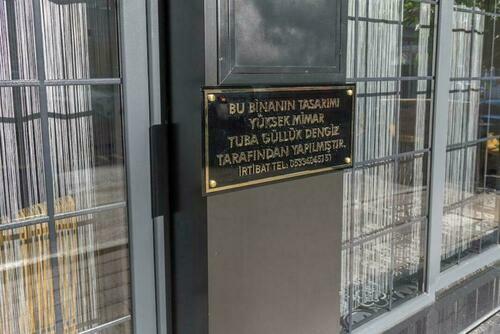 BU BİNANIN TASARIMI
YÜKSEK MİMAR
TUBA GÜLLÜK DENGİZ
TARAFINDAN YAPILMIŞTIR.
İRTİBAT TEL: